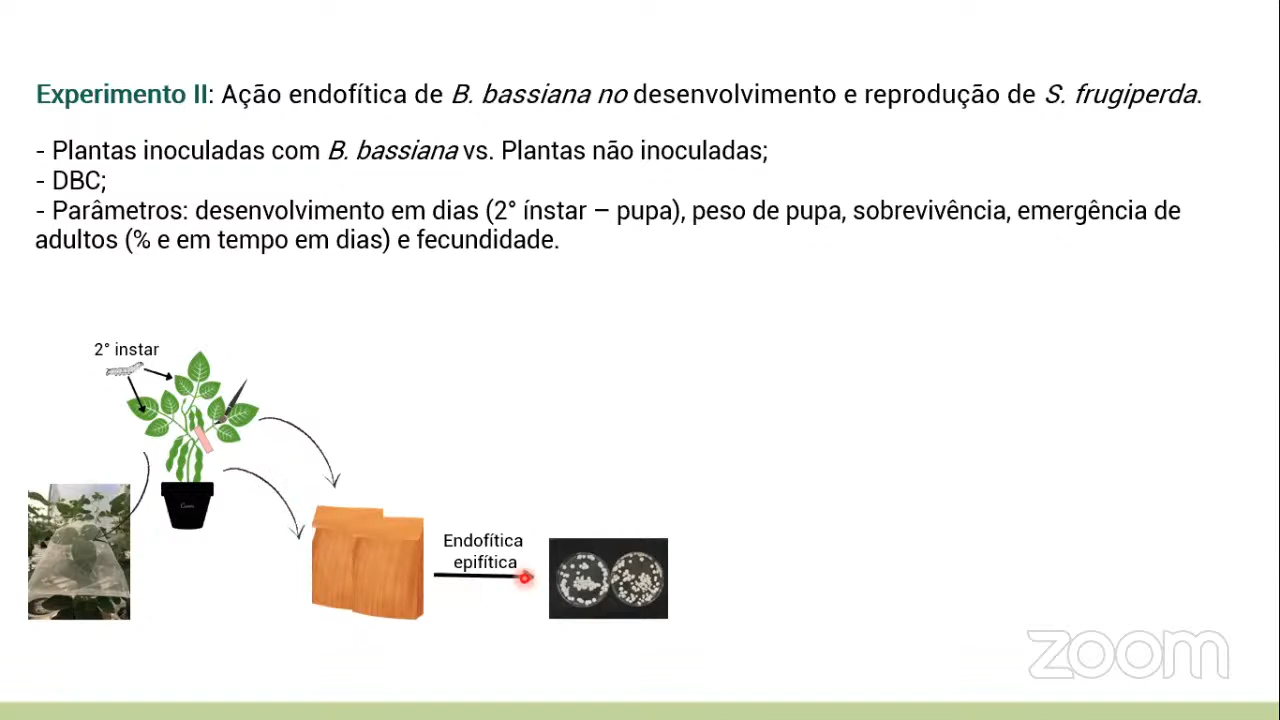 Experimento II: Ação endofítica de B. bassiana no desenvolvimento e reprodução de S. frugiperda.
- Plantas inoculadas com B. bassiana vs. Plantas não inoculadas;
- DBC;
- Parâmetros: desenvolvimento em dias (2° ínstar – pupa), peso de pupa, sobrevivência, emergência de
adultos (% e em tempo em dias) e fecundidade.
2° instar
Endofítica
epifítica
zoom